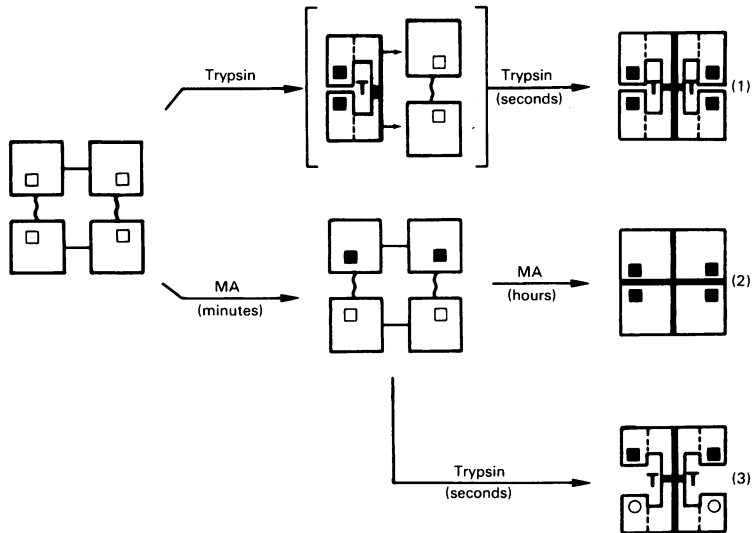 Trypsin
T
Trypsin
(seconds)
T T
(1)
MA
(minutes)
MA
(hours)
(2)
Trypsin
(seconds)
T T
(3)